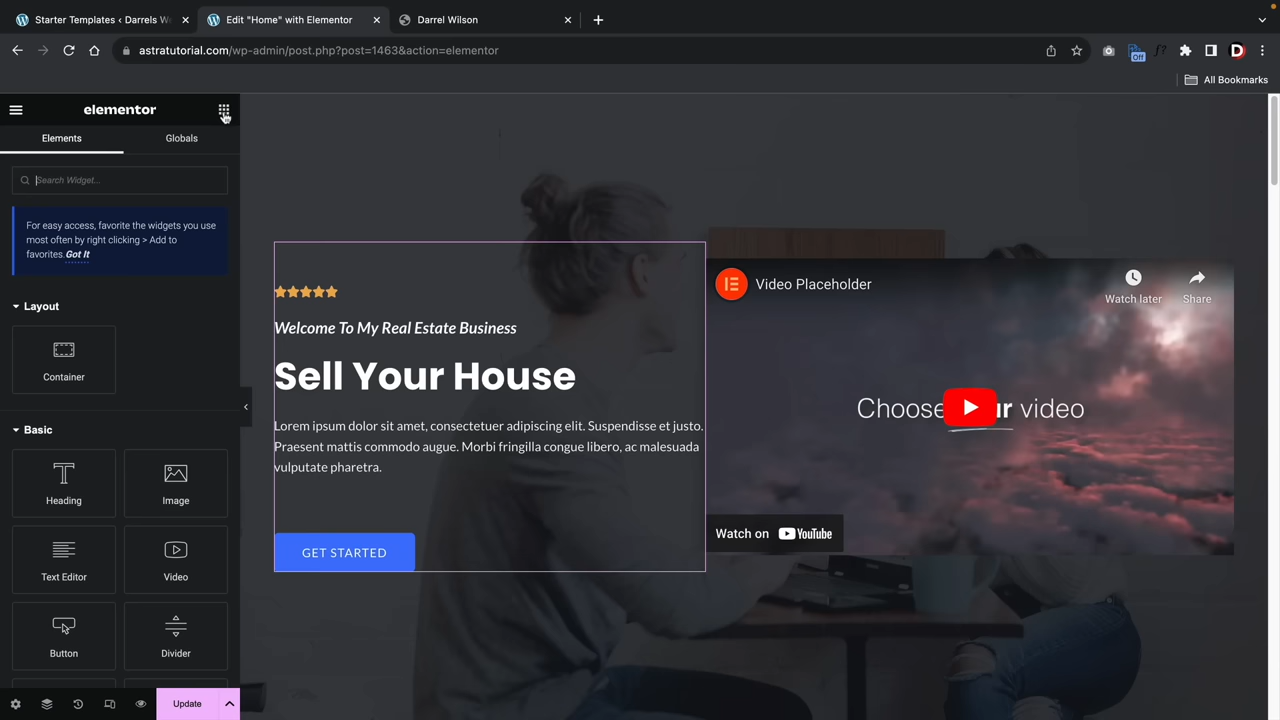 Starter Templates ‹ Darrels We
Edit "Home" with Elementor
Darrel Wilson
astratutorial.com/wp-admin/post.php?post=1463&action=elementor
Off
f?
D
All Bookmarks
elementor
Elements
Globals
Search Widget...
For easy access, favorite the widgets you use
most often by right clicking > Add to
favorites. Got It
Layout
Container
Basic
Heading
Image
Text Editor
Video
Button
Divider
Update
Welcome To My Real Estate Business
Sell Your House
Lorem ipsum dolor sit amet, consectetuer adipiscing elit. Suspendisse et justo.
Praesent mattis commodo augue. Morbi fringilla congue libero, ac malesuada
vulputate pharetra.
GET STARTED
Video Placeholder
Watch later
Share
Choose video
Watch on YouTube